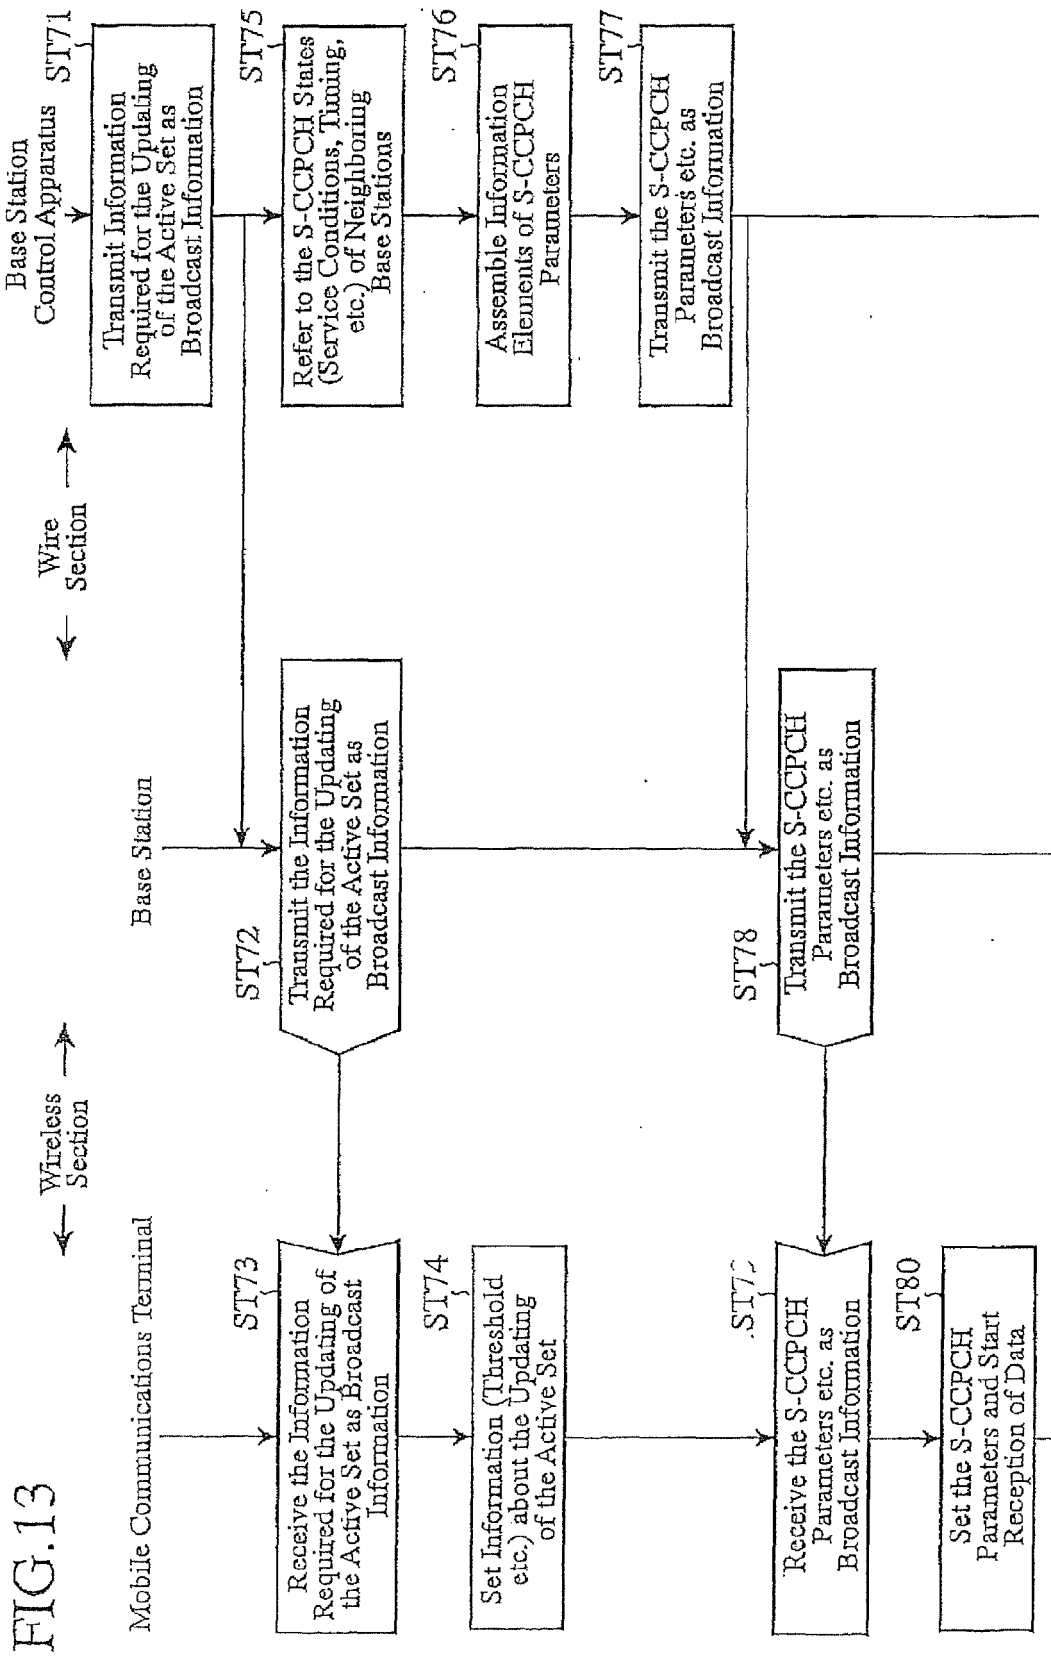 FIG.13
Mobile Communications Terminal
Wireless
Section
Base Station
Wire
Section
Base Station
Control Apparatus
ST71
Transmit Information
Required for the Updating
of the Active Set as
Broadcast Information
ST72
Transmit the Information
Required for the Updating
of the Active Set as
Broadcast Information
ST73
Receive the Information
Required for the Updating of
the Active Set as Broadcast
Information
ST74
Set Information (Threshold
etc.) about the Updating
of the Active Set
ST75
Refer to the S-CCPCH States
(Service Conditions, Timing,
etc.) of Neighboring
Base Stations
ST76
Assemble Information
Elements of S-CCPCH
Parameters
ST77
Transmit the S-CCPCH
Parameters etc. as
Broadcast Information
ST78
Transmit the S-CCPCH
Parameters etc. as
Broadcast Information
ST79
Receive the S-CCPCH
Parameters etc. as
Broadcast Information
ST80
Set the S-CCPCH
Parameters and Start
Reception of Data